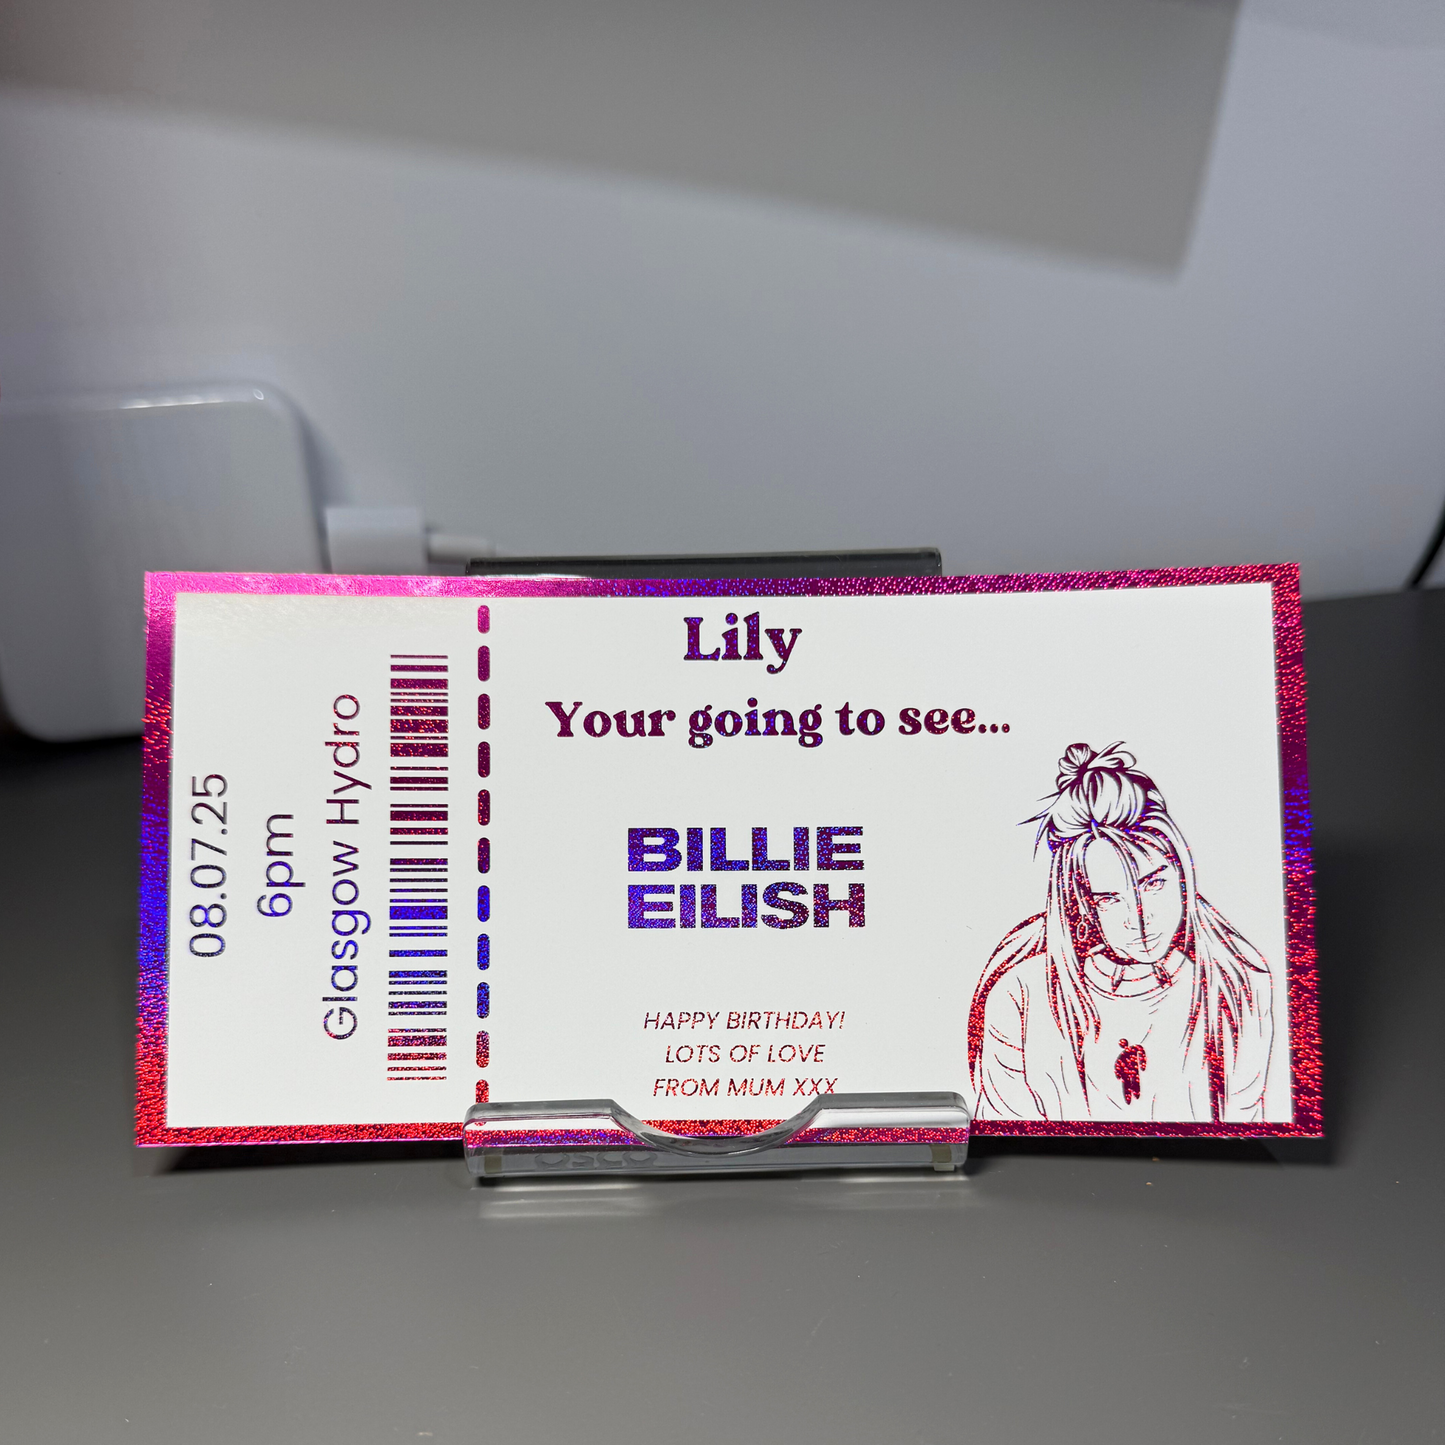 08.07.25
6pm
Glasgow Hydro
Lily
Your going to see...
BILLIE
EILISH
HAPPY BIRTHDAY!
LOTS OF LOVE
FROM MUM XXX